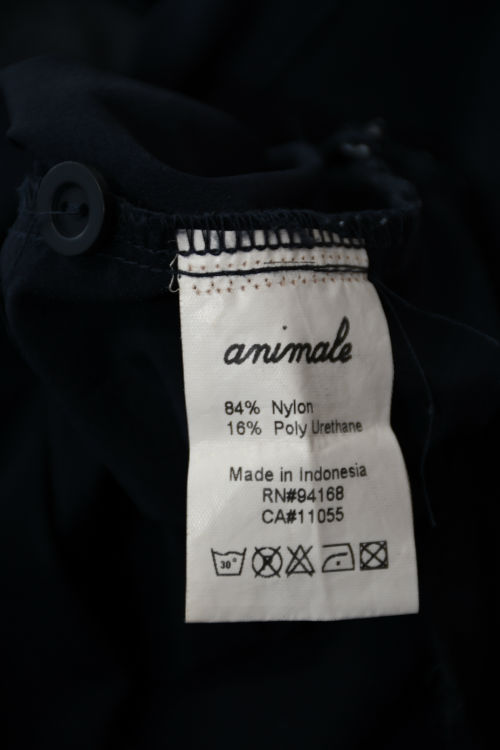 animale
84% Nylon
16% Poly Urethane
Made in Indonesia
RN#94168
CA#11055
30°